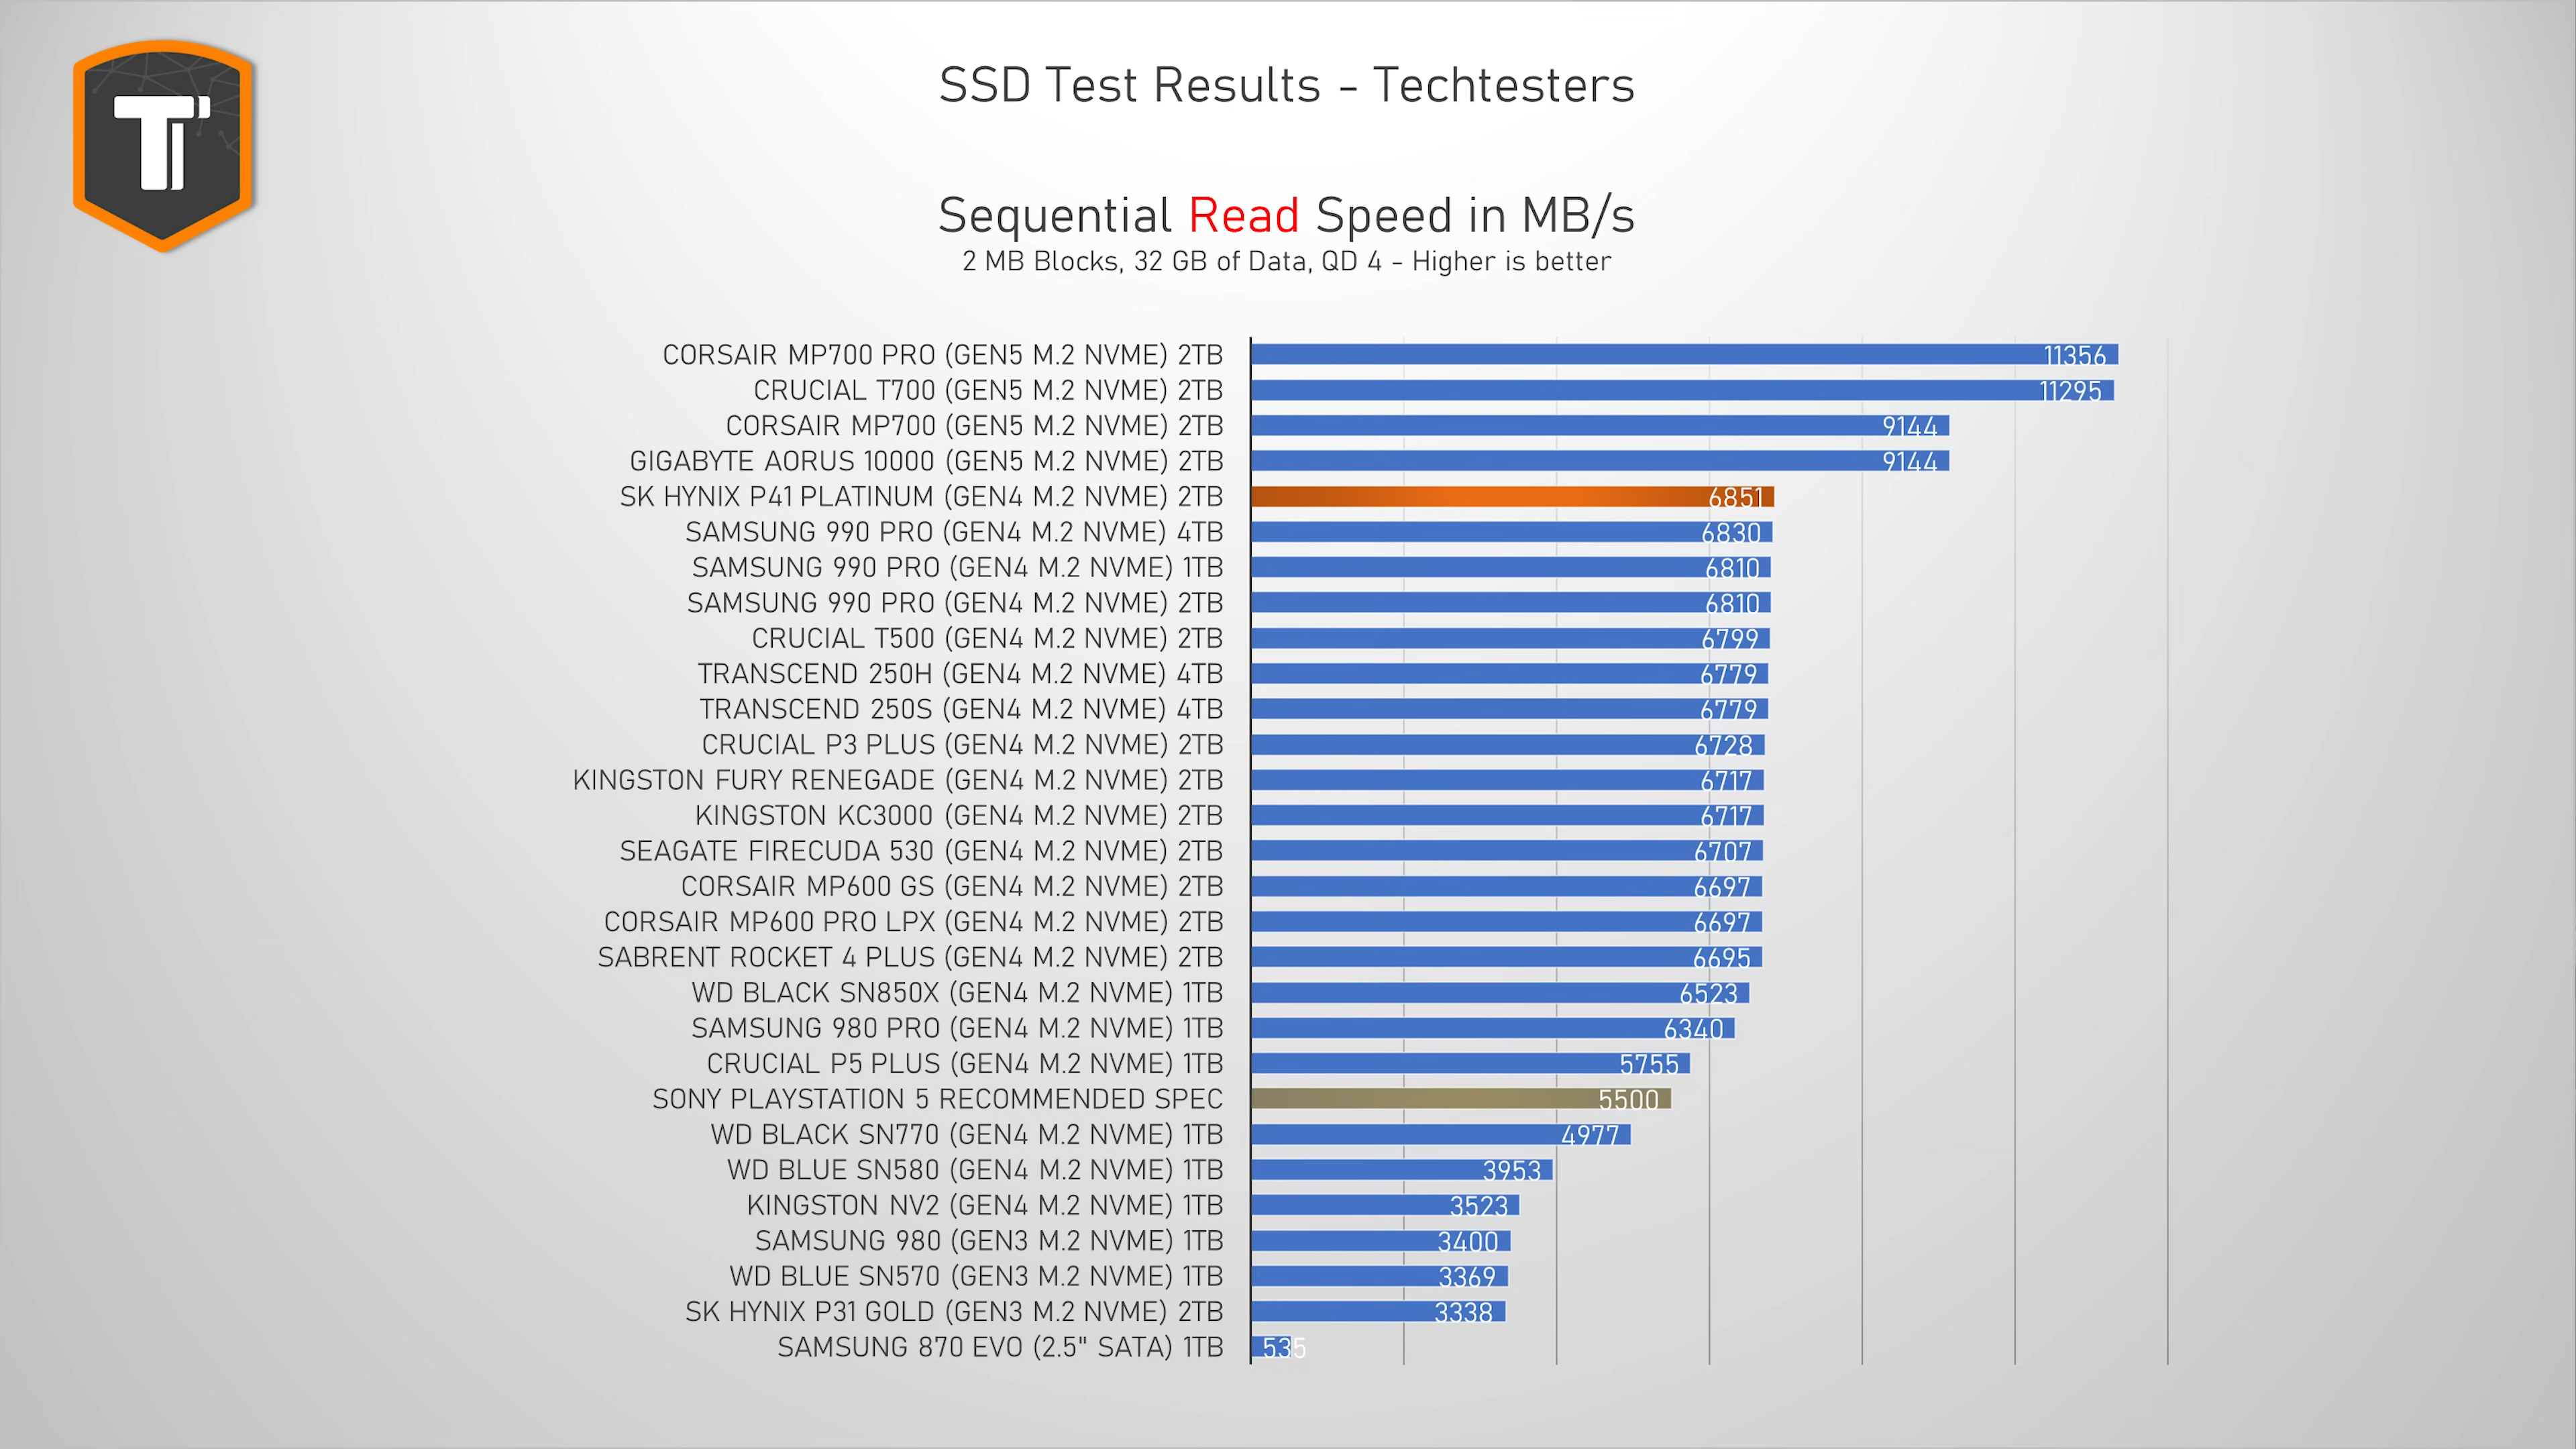 SSD Test Results - Techtesters
Sequential Read Speed in MB/s
2 MB Blocks, 32 GB of Data, QD 4 - Higher is better
CORSAIR MP700 PRO (GEN5 M.2 NVME) 2TB 11356
CRUCIAL T700 (GEN5 M.2 NVME) 2TB 11295
CORSAIR MP700 (GEN5 M.2 NVME) 2TB 9144
GIGABYTE AORUS 10000 (GEN5 M.2 NVME) 2TB 9144
SK HYNIX P41 PLATINUM (GEN4 M.2 NVME) 2TB 6851
SAMSUNG 990 PRO (GEN4 M.2 NVME) 4TB 6830
SAMSUNG 990 PRO (GEN4 M.2 NVME) 1TB 6810
SAMSUNG 990 PRO (GEN4 M.2 NVME) 2TB 6810
CRUCIAL T500 (GEN4 M.2 NVME) 2TB 6799
TRANSCEND 250H (GEN4 M.2 NVME) 4TB 6779
TRANSCEND 250S (GEN4 M.2 NVME) 4TB 6779
CRUCIAL P3 PLUS (GEN4 M.2 NVME) 2TB 6728
KINGSTON FURY RENEGADE (GEN4 M.2 NVME) 2TB 6717
KINGSTON KC3000 (GEN4 M.2 NVME) 2TB 6717
SEAGATE FIRECUDA 530 (GEN4 M.2 NVME) 2TB 6707
CORSAIR MP600 GS (GEN4 M.2 NVME) 2TB 6697
CORSAIR MP600 PRO LPX (GEN4 M.2 NVME) 2TB 6697
SABRENT ROCKET 4 PLUS (GEN4 M.2 NVME) 2TB 6695
WD BLACK SN850X (GEN4 M.2 NVME) 1TB 6523
SAMSUNG 980 PRO (GEN4 M.2 NVME) 1TB 6340
CRUCIAL P5 PLUS (GEN4 M.2 NVME) 1TB 5755
SONY PLAYSTATION 5 RECOMMENDED SPEC 5500
WD BLACK SN770 (GEN4 M.2 NVME) 1TB 4977
WD BLUE SN580 (GEN4 M.2 NVME) 1TB 3953
KINGSTON NV2 (GEN4 M.2 NVME) 1TB 3523
SAMSUNG 980 (GEN3 M.2 NVME) 1TB 3400
WD BLUE SN570 (GEN3 M.2 NVME) 1TB 3369
SK HYNIX P31 GOLD (GEN3 M.2 NVME) 2TB 3338
SAMSUNG 870 EVO (2.5" SATA) 1TB 535